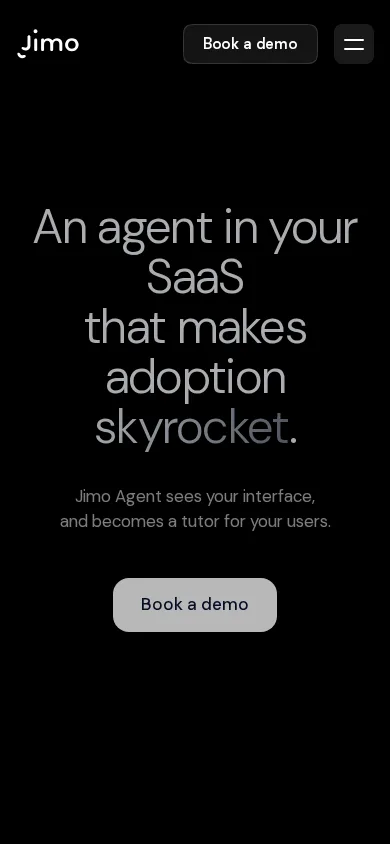 Jimo
Book a demo
An agent in your
SaaS
that makes
adoption
skyrocket.
Jimo Agent sees your interface,
and becomes a tutor for your users.
Book a demo